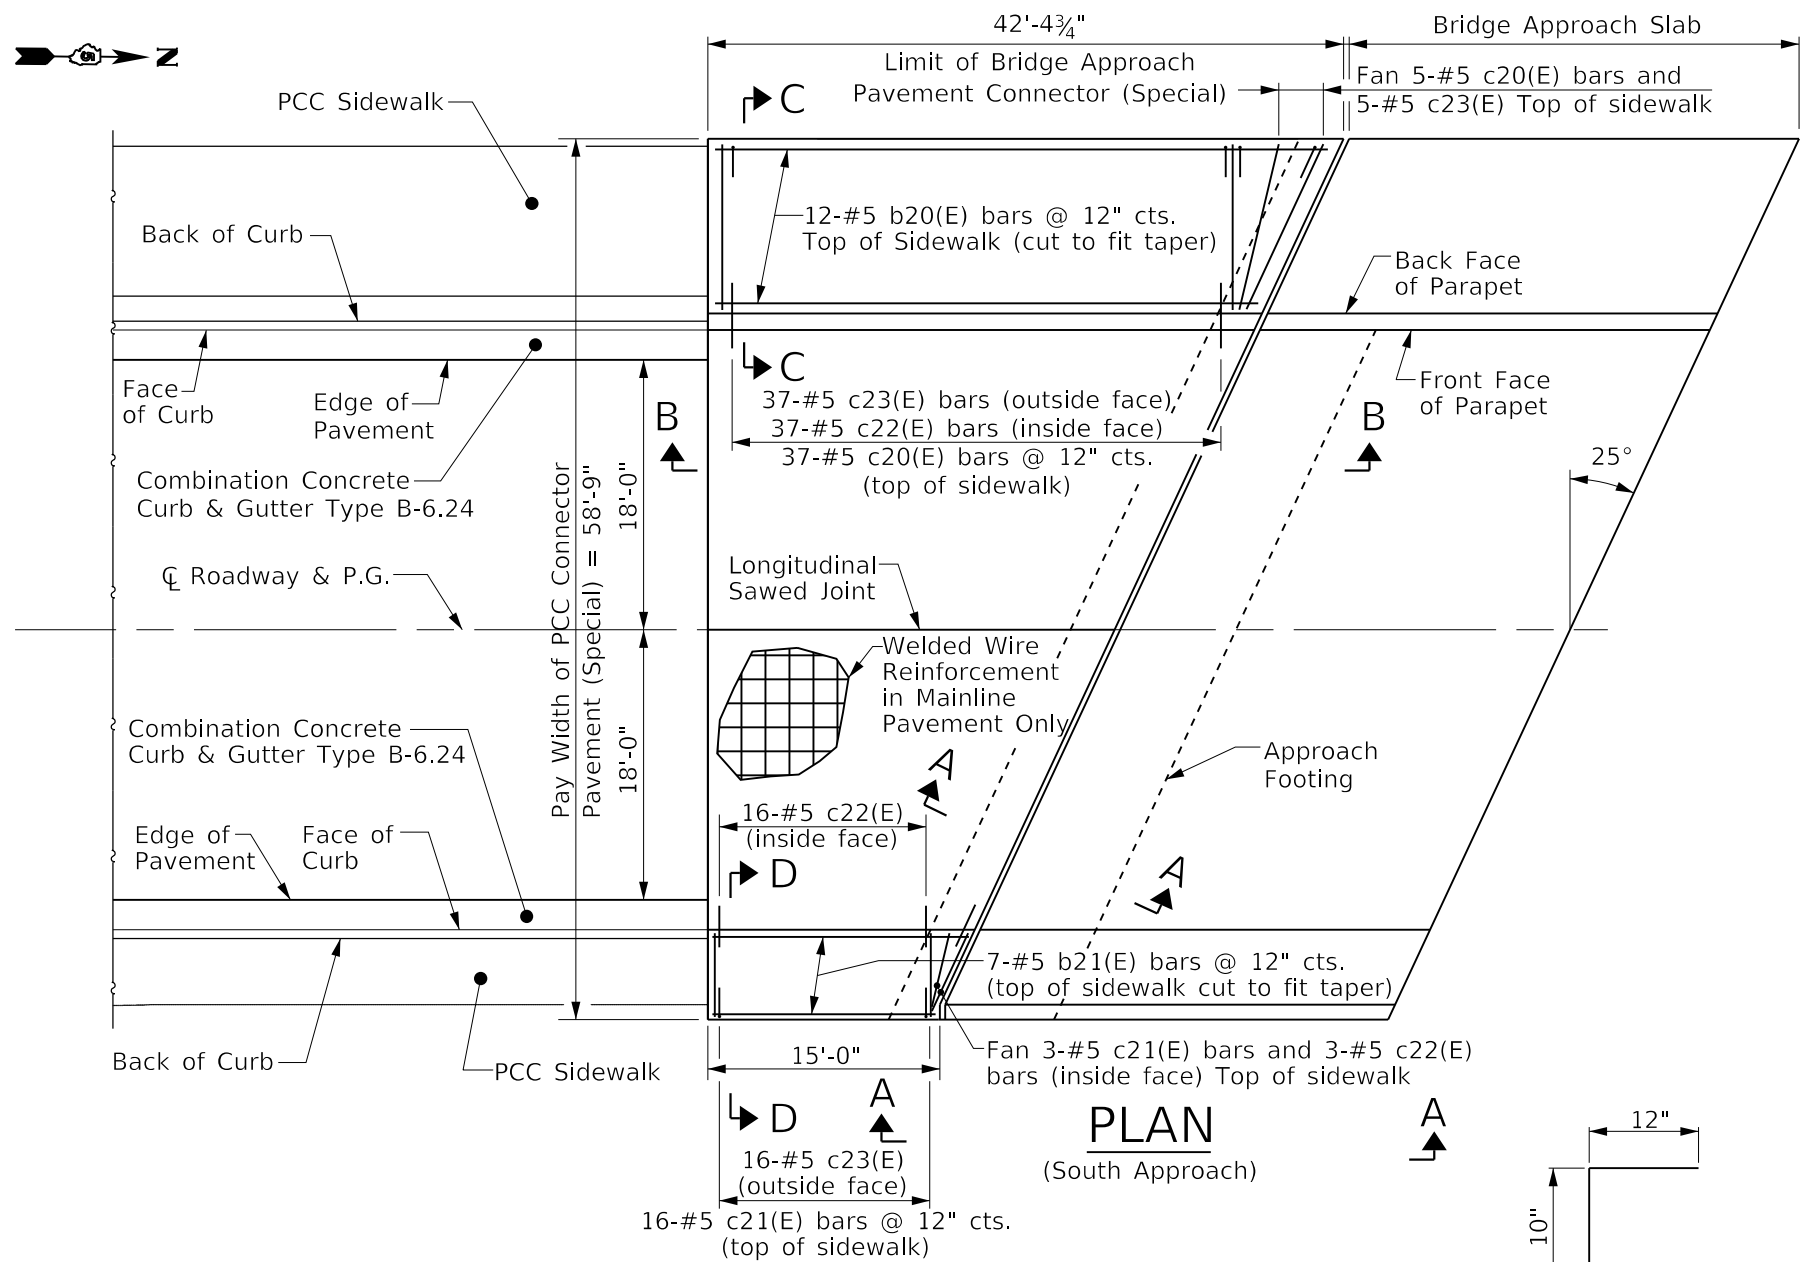 42'-4¾"
Bridge Approach Slab
N
Limit of Bridge Approach
Pavement Connector (Special)
Fan 5-#5 c20(E) bars and
5-#5 c23(E) Top of sidewalk
PCC Sidewalk
C
12-#5 b20(E) bars @ 12" cts.
Top of Sidewalk (cut to fit taper)
Back of Curb
Back Face
of Parapet
C
Face
of Curb
Edge of
Pavement
Front Face
of Parapet
37-#5 c23(E) bars (outside face)
37-#5 c22(E) bars (inside face)
37-#5 c20(E) bars @ 12" cts.
(top of sidewalk)
B
B
25°
Combination Concrete
Curb & Gutter Type B-6.24
Pay Width of PCC Connector
Pavement (Special) = 58'-9"
18'-0"
℄ Roadway & P.G.
Longitudinal
Sawed Joint
Welded Wire
Reinforcement
in Mainline
Pavement Only
Combination Concrete
Curb & Gutter Type B-6.24
18'-0"
A
Approach
Footing
16-#5 c22(E)
(inside face)
Edge of
Pavement
Face of
Curb
D
A
7-#5 b21(E) bars @ 12" cts.
(top of sidewalk cut to fit taper)
Back of Curb
PCC Sidewalk
15'-0"
Fan 3-#5 c21(E) bars and 3-#5 c22(E)
bars (inside face) Top of sidewalk
D
A
PLAN
(South Approach)
A
12"
10"
16-#5 c23(E)
(outside face)
16-#5 c21(E) bars @ 12" cts.
(top of sidewalk)